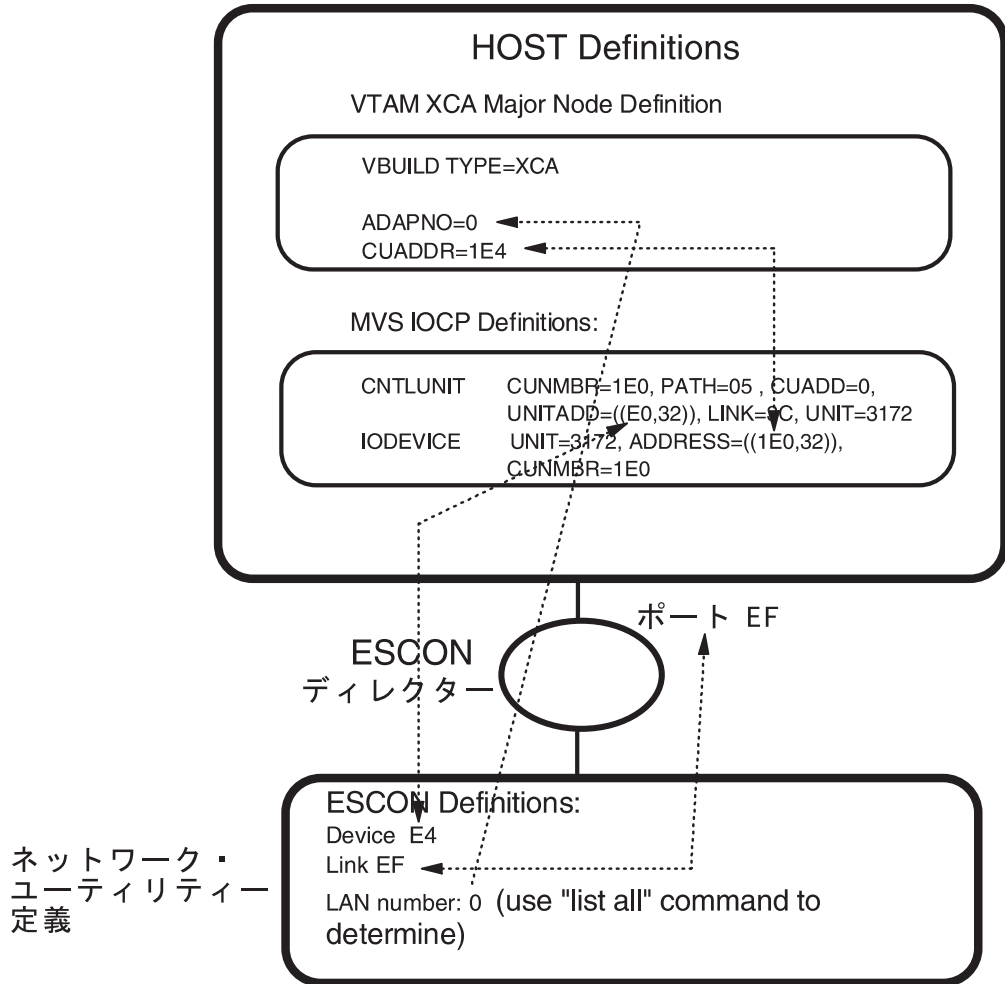 HOST Definitions
VTAM XCA Major Node Definition
VBUILD TYPE=XCA
ADAPNO=0
CUADDR=1E4
MVS IOCP Definitions:
CNTLUNIT CUNMBR=1E0, PATH=05 , CUADD=0,
UNITADD=((E0,32)), LINK=SC, UNIT=3172
IODEVICE UNIT=3172, ADDRESS=((1E0,32)),
CUNMBR=1E0
ポート EF
ESCON
ディレクター
ESCON Definitions:
Device E4
Link EF
LAN number: 0 (use "list all" command to
determine)
ネットワーク・
ユーティリティー
定義